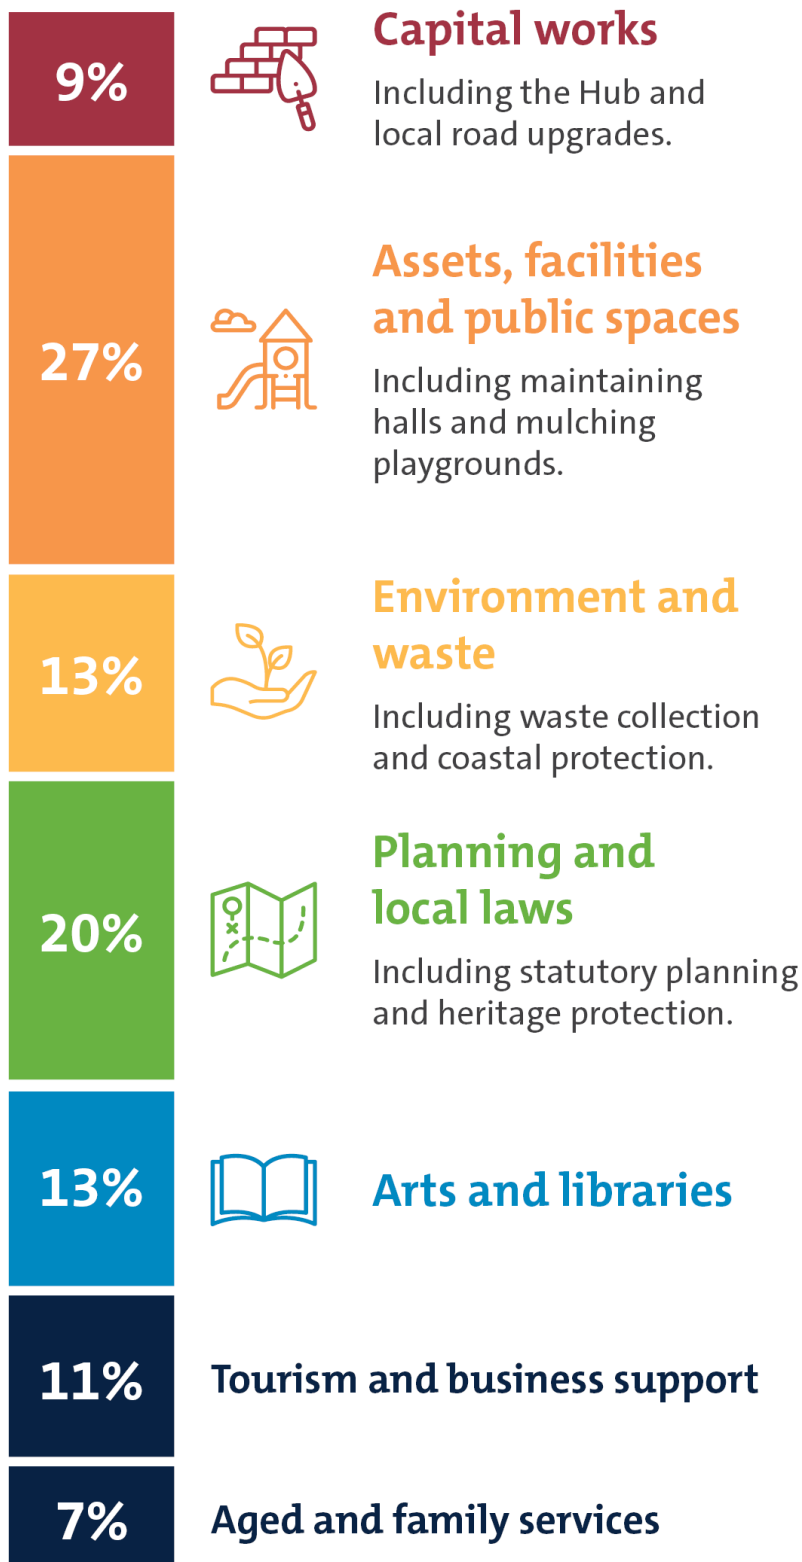 9%
Capital works
Including the Hub and
local road upgrades.
27%
Assets, facilities
and public spaces
Including maintaining
halls and mulching
playgrounds.
13%
Environment and
waste
Including waste collection
and coastal protection.
20%
Planning and
local laws
Including statutory planning
and heritage protection.
13%
Arts and libraries
11%
Tourism and business support
7%
Aged and family services